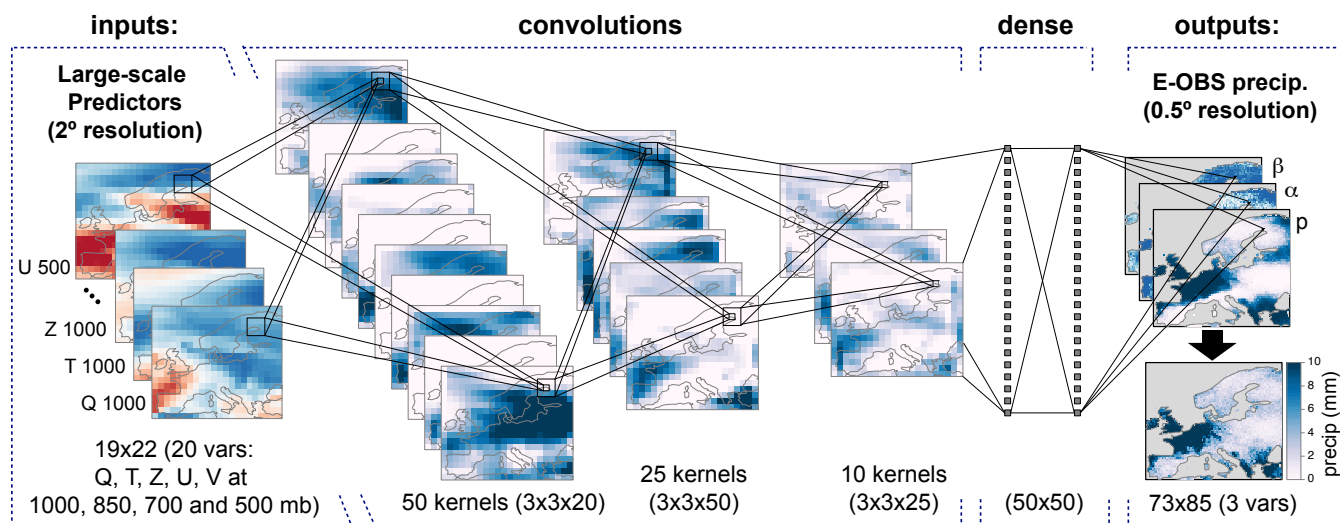 inputs:
convolutions
dense
outputs:
Large-scale
Predictors
(2º resolution)
E-OBS precip.
(0.5º resolution)
β
α
p
U 500
Z 1000
T 1000
Q 1000
10
8
6
4
2
0
precip (mm)
19x22 (20 vars:
Q, T, Z, U, V at
1000, 850, 700 and 500 mb)
50 kernels (3x3x20)
25 kernels
(3x3x50)
10 kernels
(3x3x25)
(50x50)
73x85 (3 vars)